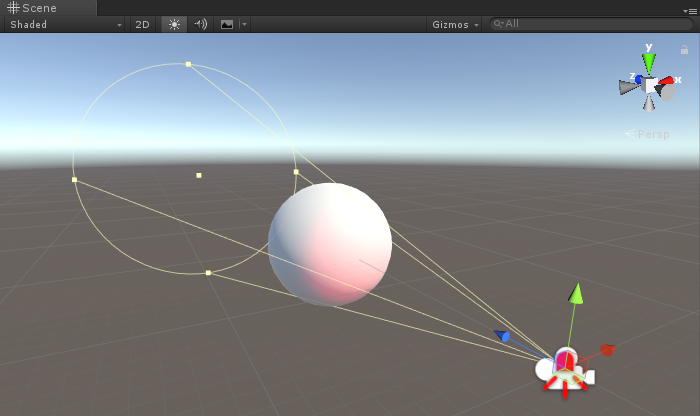 Scene
Shaded 2D Gizmos All
y
z x
Persp